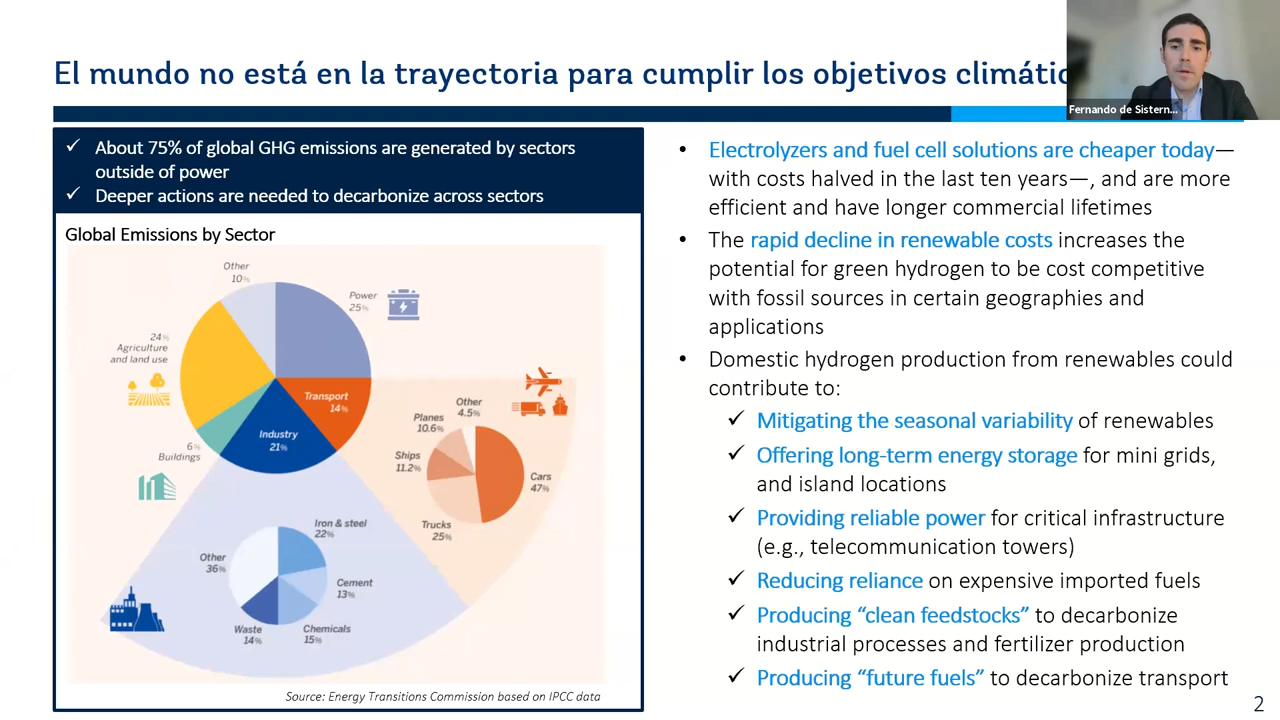 El mundo no está en la trayectoria para cumplir los objetivos climátic
Fernando de Sistern...
✓ About 75% of global GHG emissions are generated by sectors
outside of power
✓ Deeper actions are needed to decarbonize across sectors
Global Emissions by Sector
Other
10%
Power
25%
24%
Agriculture
and land use
Transport
14%
Industry
21%
6%
Buildings
Other
4.5%
Planes
10.6%
Ships
11.2%
Cars
47%
Trucks
25%
Iron & steel
22%
Other
36%
Cement
13%
Waste
14%
Chemicals
15%
Source: Energy Transitions Commission based on IPCC data
• Electrolyzers and fuel cell solutions are cheaper today—
with costs halved in the last ten years—, and are more
efficient and have longer commercial lifetimes
• The rapid decline in renewable costs increases the
potential for green hydrogen to be cost competitive
with fossil sources in certain geographies and
applications
• Domestic hydrogen production from renewables could
contribute to:
✓ Mitigating the seasonal variability of renewables
✓ Offering long-term energy storage for mini grids,
and island locations
✓ Providing reliable power for critical infrastructure
(e.g., telecommunication towers)
✓ Reducing reliance on expensive imported fuels
✓ Producing “clean feedstocks” to decarbonize
industrial processes and fertilizer production
✓ Producing “future fuels” to decarbonize transport
2